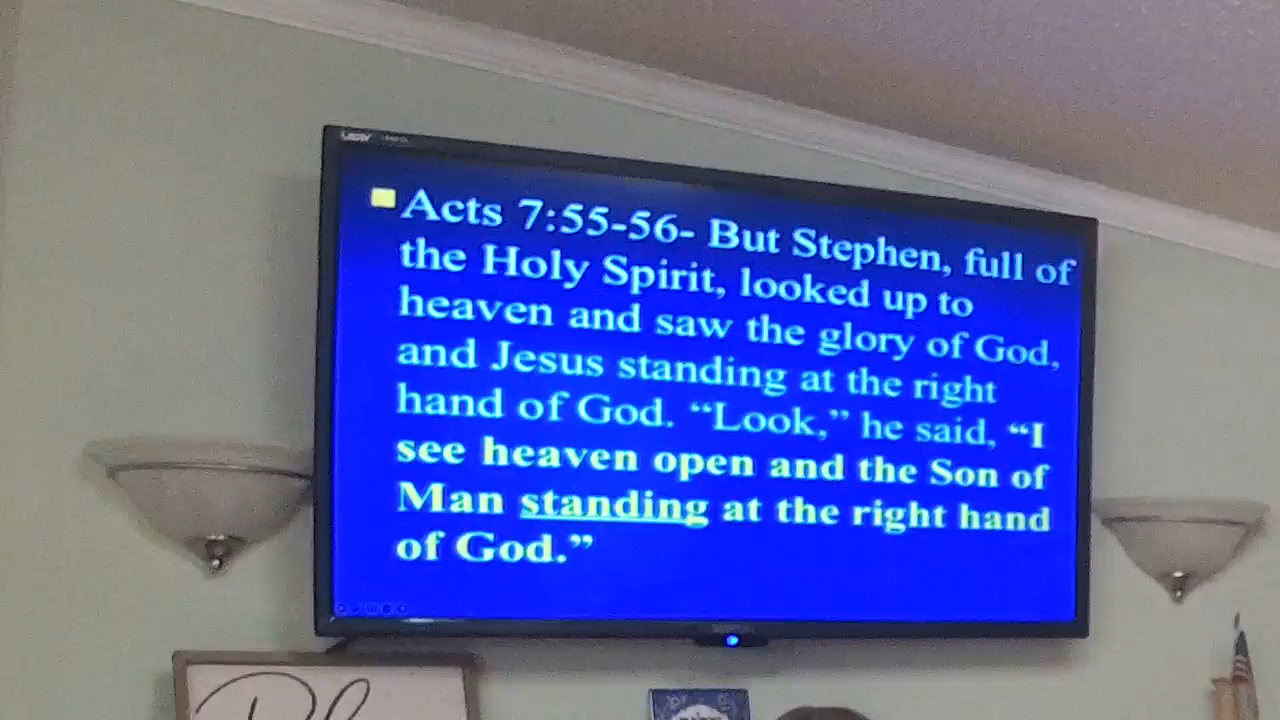 Acts 7:55-56- But Stephen, full of
the Holy Spirit, looked up to
heaven and saw the glory of God,
and Jesus standing at the right
hand of God. “Look,” he said, “I
see heaven open and the Son of
Man standing at the right hand
of God.”